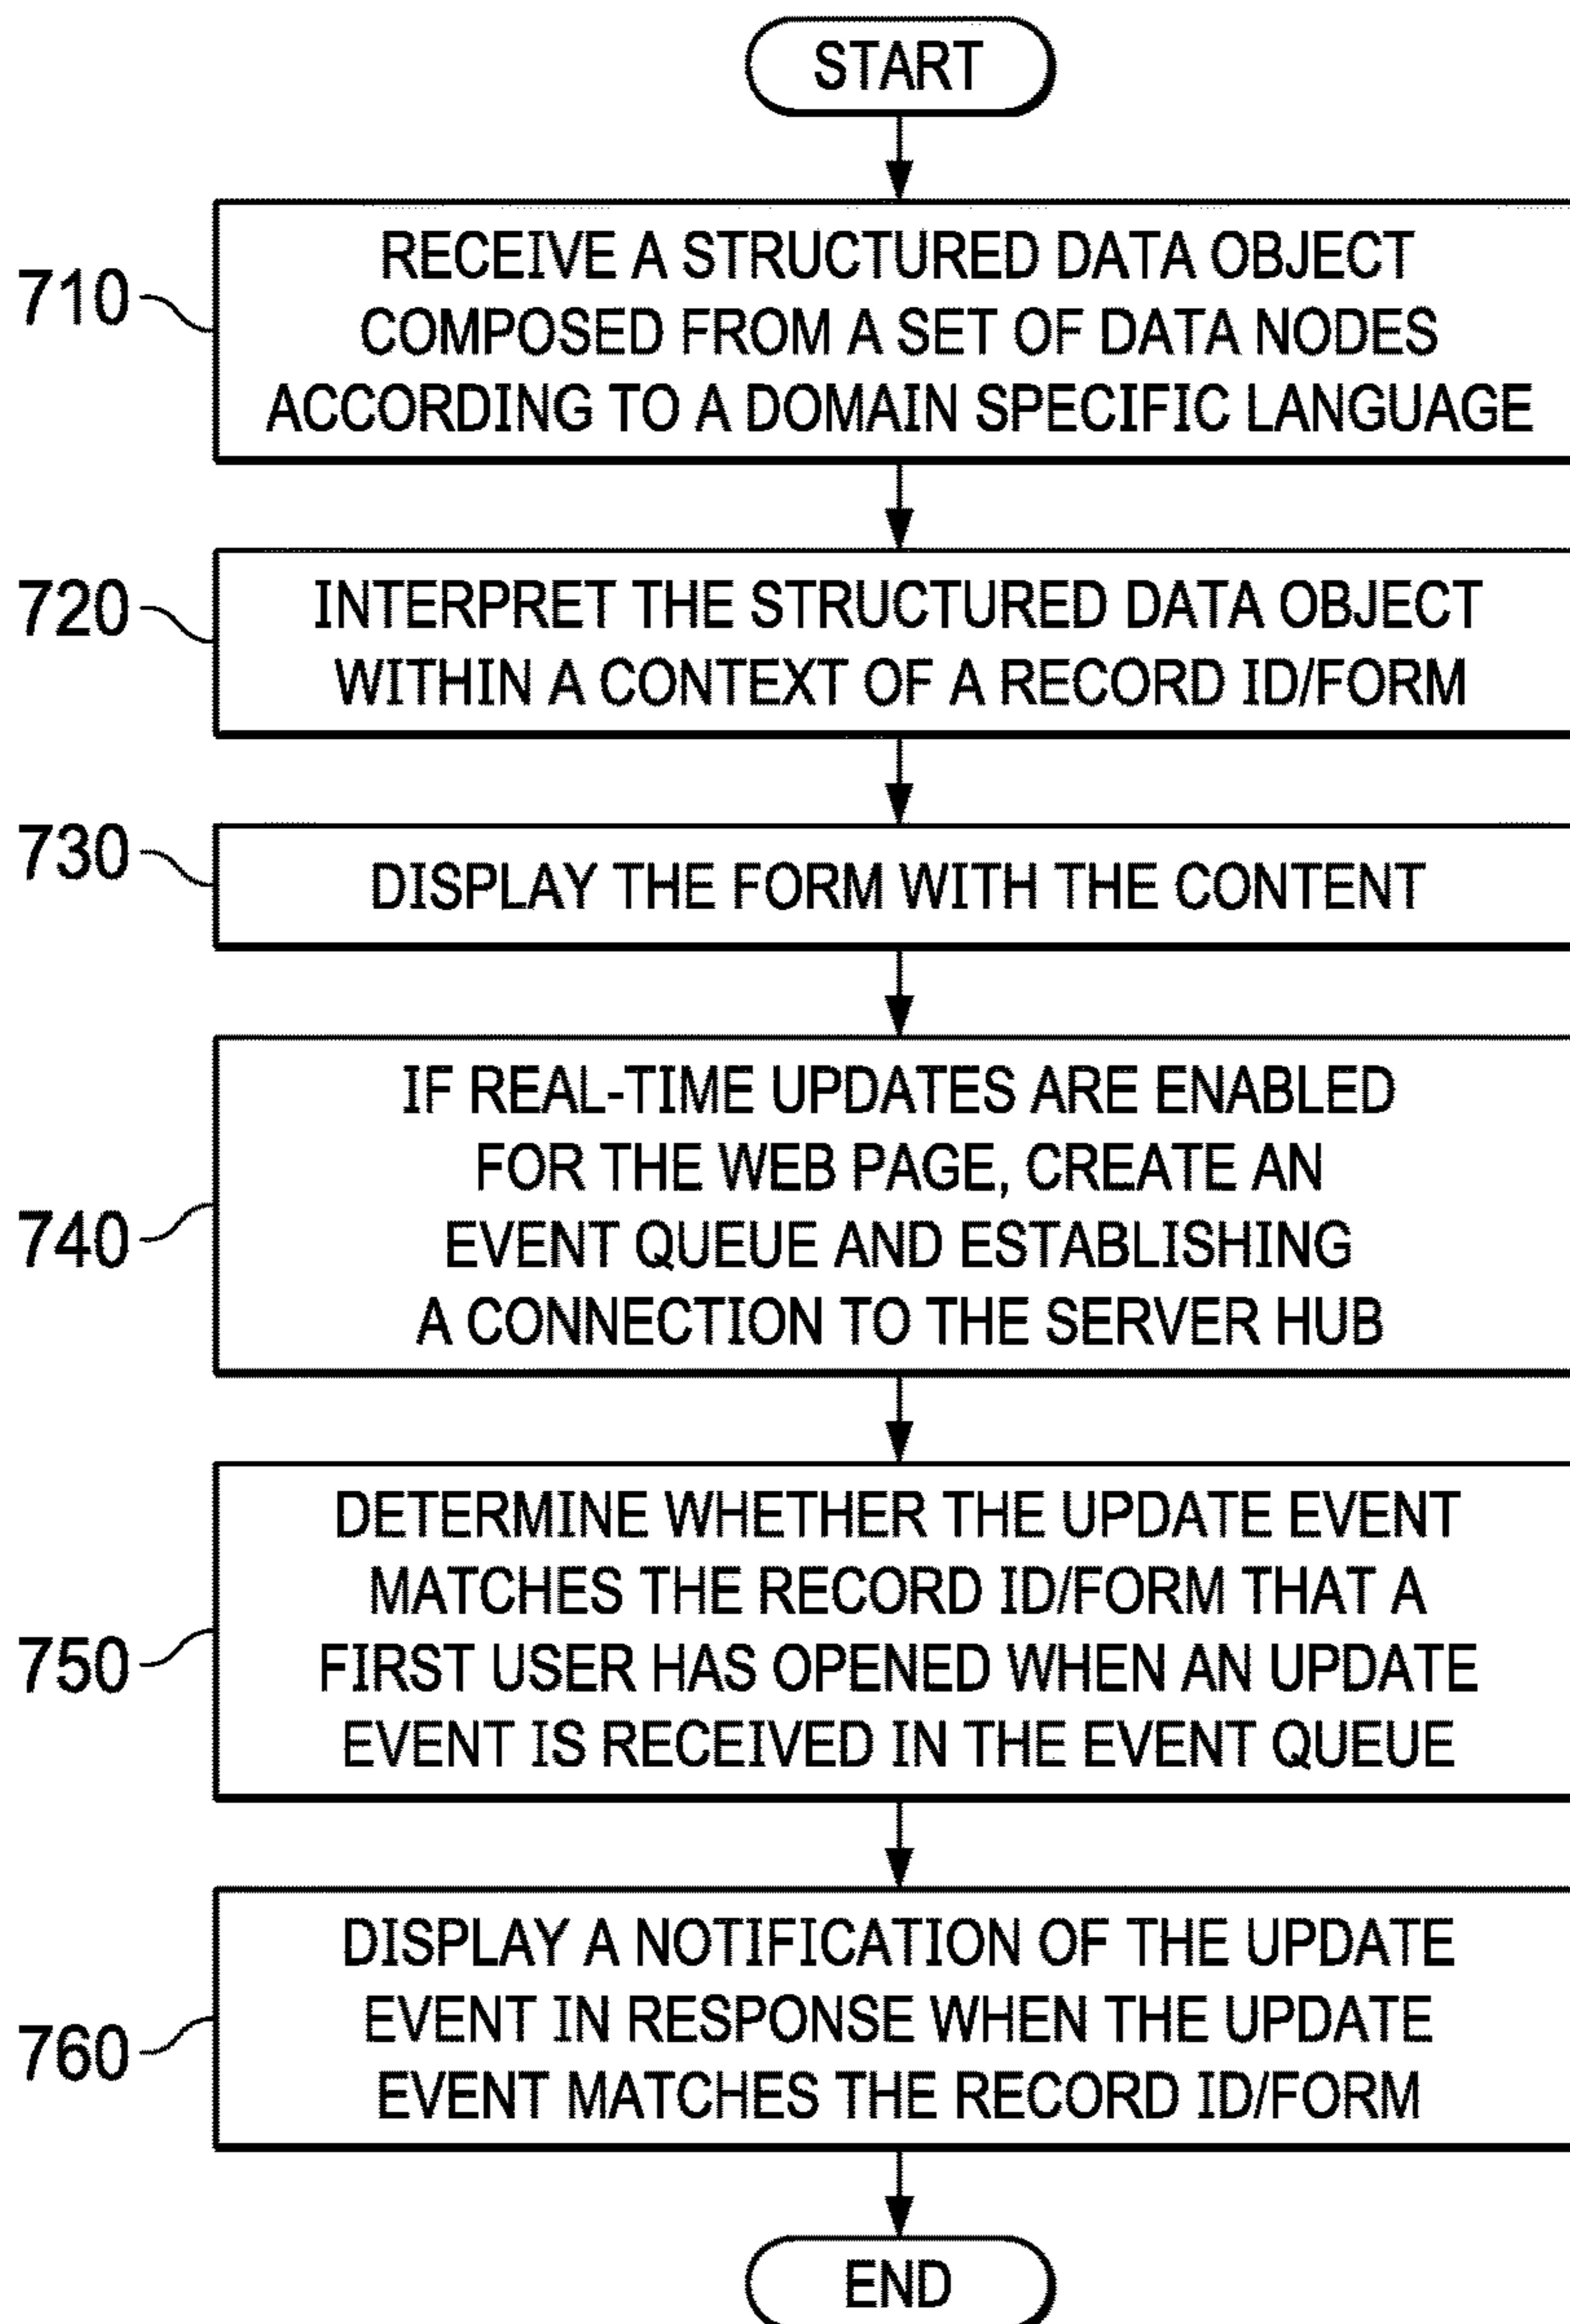 START
710
RECEIVE A STRUCTURED DATA OBJECT
COMPOSED FROM A SET OF DATA NODES
ACCORDING TO A DOMAIN SPECIFIC LANGUAGE
720
INTERPRET THE STRUCTURED DATA OBJECT
WITHIN A CONTEXT OF A RECORD ID/FORM
730
DISPLAY THE FORM WITH THE CONTENT
740
IF REAL-TIME UPDATES ARE ENABLED
FOR THE WEB PAGE, CREATE AN
EVENT QUEUE AND ESTABLISHING
A CONNECTION TO THE SERVER HUB
750
DETERMINE WHETHER THE UPDATE EVENT
MATCHES THE RECORD ID/FORM THAT A
FIRST USER HAS OPENED WHEN AN UPDATE
EVENT IS RECEIVED IN THE EVENT QUEUE
760
DISPLAY A NOTIFICATION OF THE UPDATE
EVENT IN RESPONSE WHEN THE UPDATE
EVENT MATCHES THE RECORD ID/FORM
END